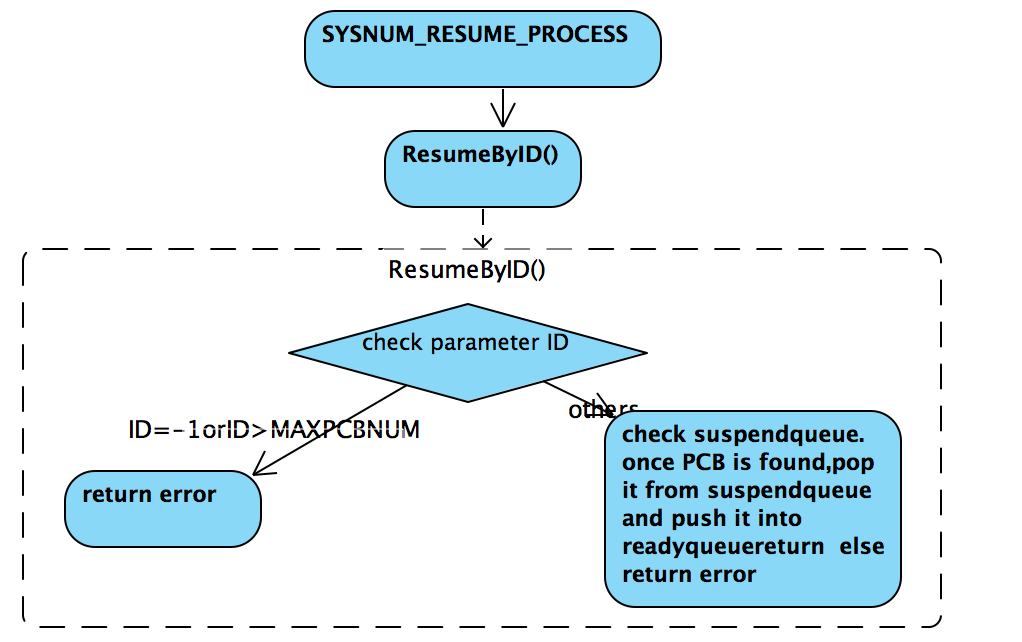 SYSNUM_RESUME_PROCESS
ResumeByID()
ResumeByID()
check parameter ID
others
ID=-1orID>MAXPCBNUM
check suspendqueue.
once PCB is found,pop
it from suspendqueue
and push it into
readyqueuereturn  else
return error
return error